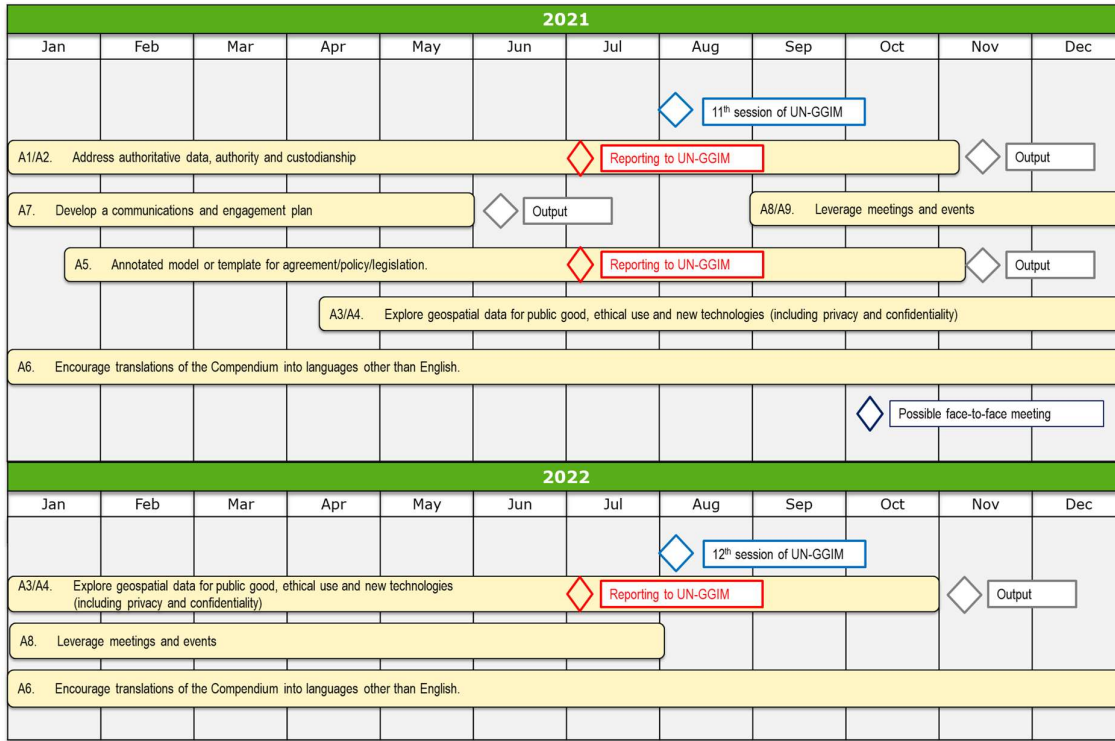 2021
Jan Feb Mar Apr May Jun Jul Aug Sep Oct Nov Dec
11th session of UN-GGIM
A1/A2. Address authoritative data, authority and custodianship
Reporting to UN-GGIM
Output
A7. Develop a communications and engagement plan
Output
A8/A9. Leverage meetings and events
A5. Annotated model or template for agreement/policy/legislation.
Reporting to UN-GGIM
Output
A3/A4. Explore geospatial data for public good, ethical use and new technologies (including privacy and confidentiality)
A6. Encourage translations of the Compendium into languages other than English.
Possible face-to-face meeting
2022
Jan Feb Mar Apr May Jun Jul Aug Sep Oct Nov Dec
12th session of UN-GGIM
A3/A4. Explore geospatial data for public good, ethical use and new technologies
(including privacy and confidentiality)
Reporting to UN-GGIM
Output
A8. Leverage meetings and events
A6. Encourage translations of the Compendium into languages other than English.